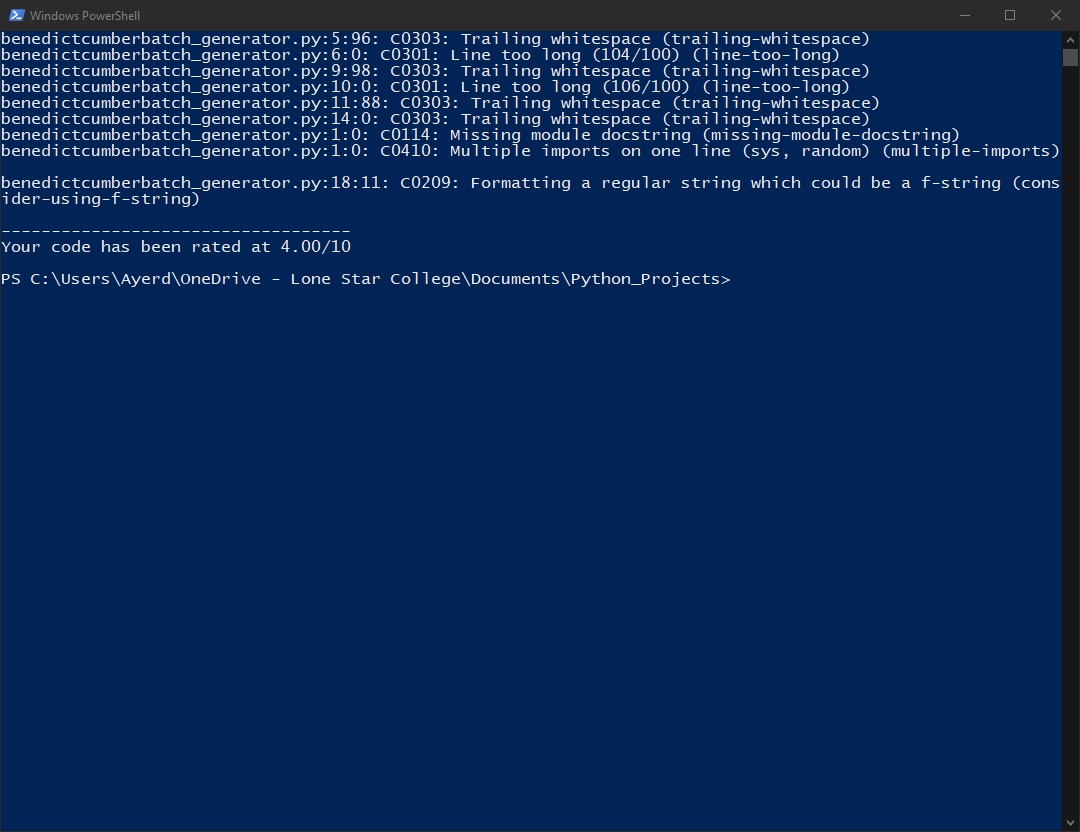 Windows PowerShell
benedictcumberbatch_generator.py:5:96: C0303: Trailing whitespace (trailing-whitespace)
benedictcumberbatch_generator.py:6:0: C0301: Line too long (104/100) (line-too-long)
benedictcumberbatch_generator.py:9:98: C0303: Trailing whitespace (trailing-whitespace)
benedictcumberbatch_generator.py:10:0: C0301: Line too long (106/100) (line-too-long)
benedictcumberbatch_generator.py:11:88: C0303: Trailing whitespace (trailing-whitespace)
benedictcumberbatch_generator.py:14:0: C0303: Trailing whitespace (trailing-whitespace)
benedictcumberbatch_generator.py:1:0: C0114: Missing module docstring (missing-module-docstring)
benedictcumberbatch_generator.py:1:0: C0410: Multiple imports on one line (sys, random) (multiple-imports)
benedictcumberbatch_generator.py:18:11: C0209: Formatting a regular string which could be a f-string (cons
ider-using-f-string)
-----------------------------------
Your code has been rated at 4.00/10
PS C:\Users\Ayerd\OneDrive - Lone Star College\Documents\Python_Projects>